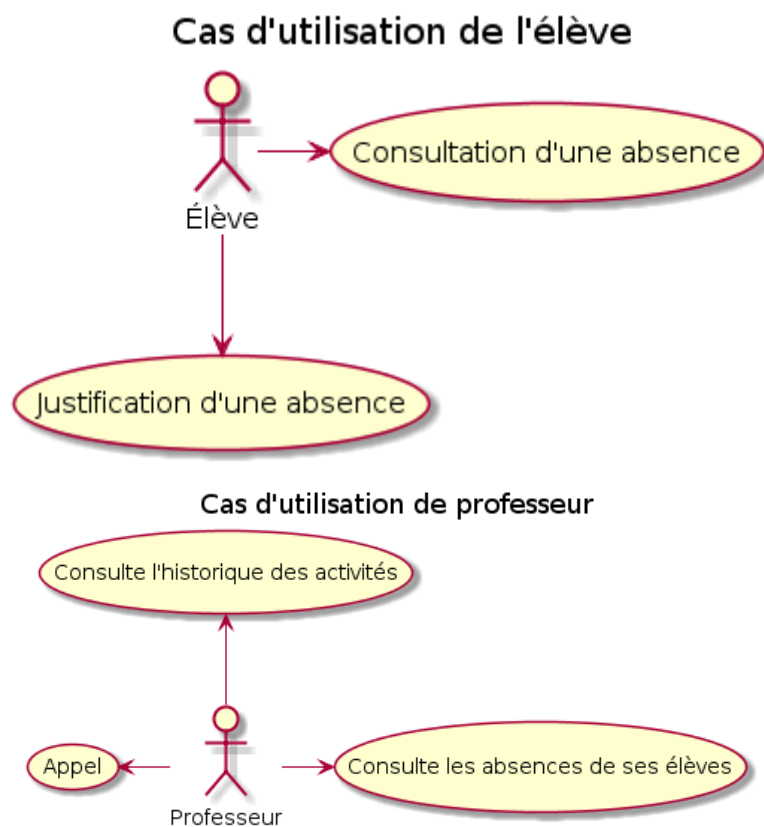 Cas d'utilisation de l'élève
Consultation d'une absence
Élève
Justification d'une absence
Cas d'utilisation de professeur
Consulte l'historique des activités
Appel
Consulte les absences de ses élèves
Professeur